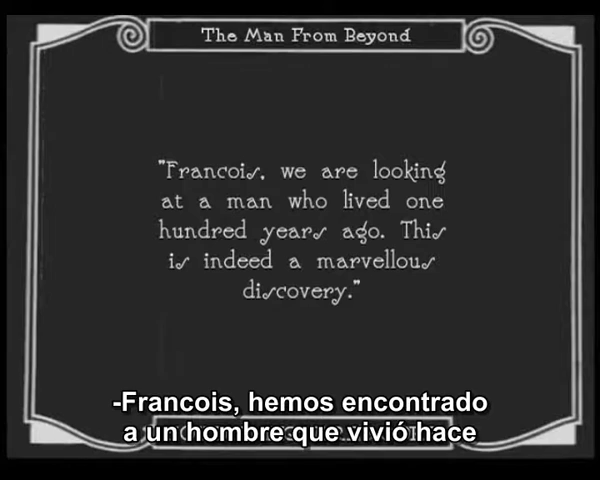 The Man From Beyond
"Francois, we are looking
at a man who lived one
hundred years ago. This
is indeed a marvellous
discovery."
-Francois, hemos encontrado
a un hombre que vivió hace